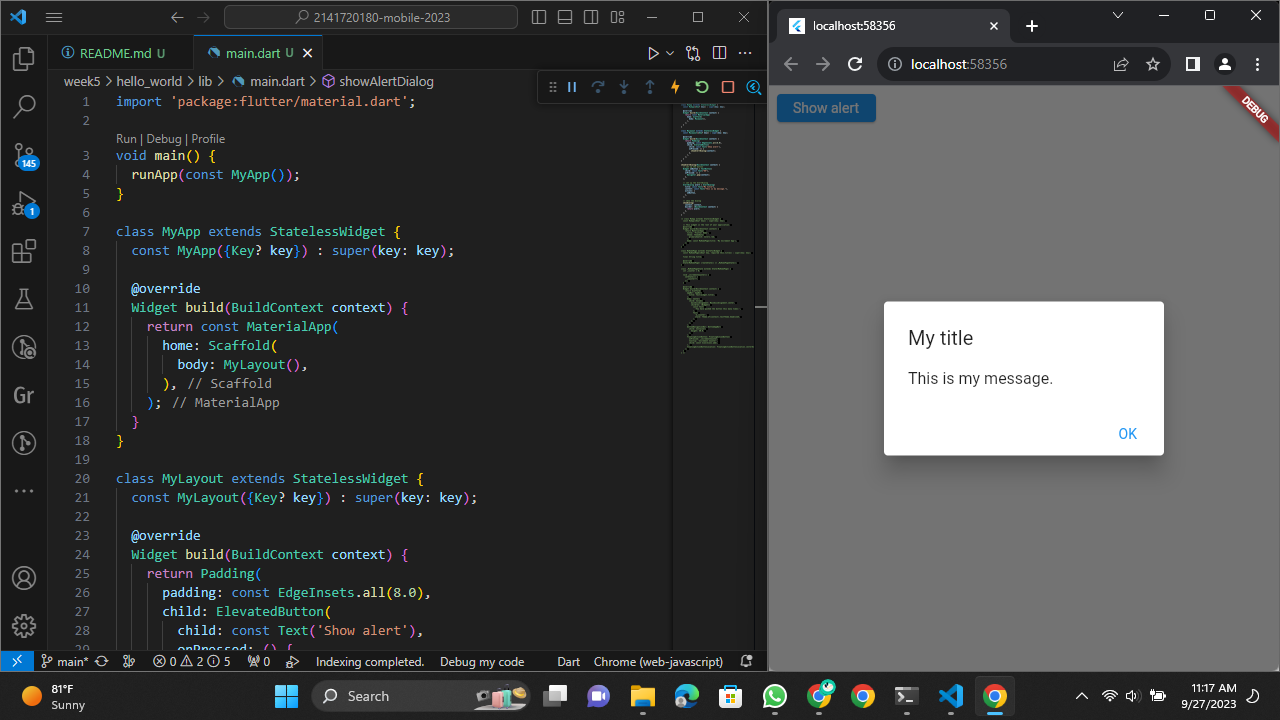 2141720180-mobile-2023
README.md U
main.dart U
week5 > hello_world > lib > main.dart > showAlertDialog
1 import 'package:flutter/material.dart';
2
Run | Debug | Profile
3 void main() {
4 runApp(const MyApp());
5 }
6
7 class MyApp extends StatelessWidget {
8 const MyApp({Key? key}) : super(key: key);
9
10 @override
11 Widget build(BuildContext context) {
12 return const MaterialApp(
13 home: Scaffold(
14 body: MyLayout(),
15 ), // Scaffold
16 ); // MaterialApp
17 }
18 }
19
20 class MyLayout extends StatelessWidget {
21 const MyLayout({Key? key}) : super(key: key);
22
23 @override
24 Widget build(BuildContext context) {
25 return Padding(
26 padding: const EdgeInsets.all(8.0),
27 child: ElevatedButton(
28 child: const Text('Show alert'),
29 onPressed: () {
145
1
Gr
main* 0 2 5 0 Indexing completed. Debug my code Dart Chrome (web-javascript)
localhost:58356
localhost:58356
Show alert
DEBUG
My title
This is my message.
OK
81°F
Sunny
Search
11:17 AM
9/27/2023